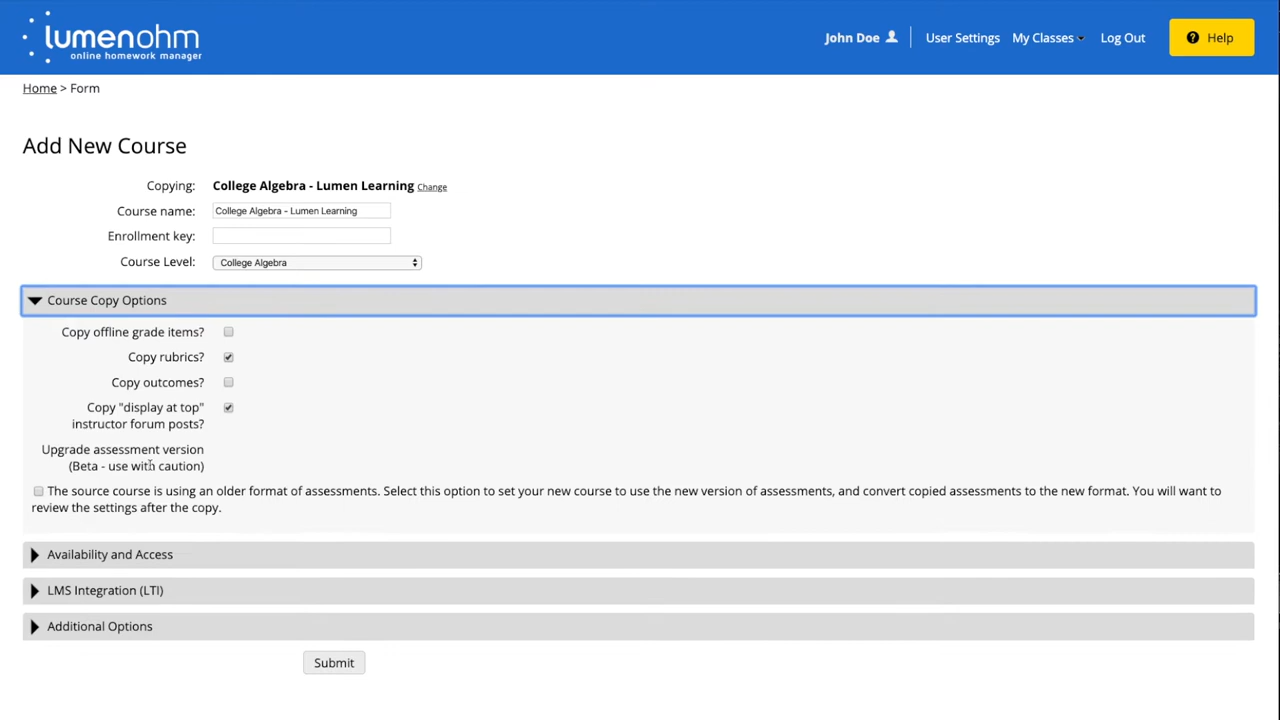 lumenohm
online homework manager
John Doe User Settings My Classes Log Out Help
Home > Form
Add New Course
Copying: College Algebra - Lumen Learning Change
Course name: College Algebra - Lumen Learning
Enrollment key:
Course Level: College Algebra
Course Copy Options
Copy offline grade items?
Copy rubrics?
Copy outcomes?
Copy "display at top"
instructor forum posts?
Upgrade assessment version
(Beta - use with caution)
The source course is using an older format of assessments. Select this option to set your new course to use the new version of assessments, and convert copied assessments to the new format. You will want to
review the settings after the copy.
Availability and Access
LMS Integration (LTI)
Additional Options
Submit